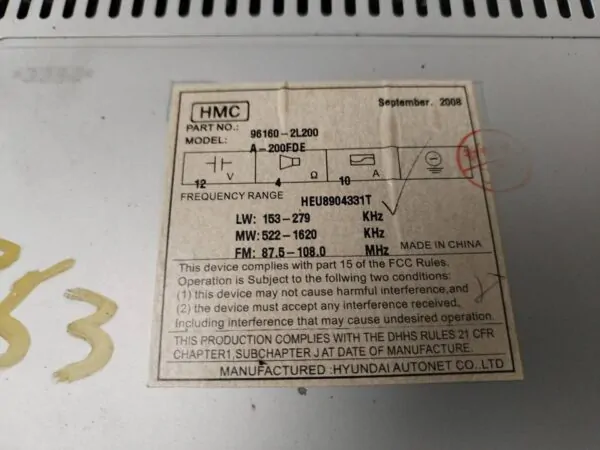 HMC
September. 2008
PART NO.: 96160-2L200
MODEL: A-200FDE
12 V 4 Ω 10 A
FREQUENCY RANGE HEU8904331T
LW: 153-279 KHz
MW: 522-1620 KHz
FM: 87.5-108.0 MHz
MADE IN CHINA
This device complies with part 15 of the FCC Rules.
Operation is Subject to the folowing two conditions:
(1) this device may not cause harmful interference,and
(2) the device must accept any interference received,
Including interference that may cause undesired operation.
THIS PRODUCTION COMPLIES WITH THE DHHS RULES 21 CFR
CHAPTER1,SUBCHAPTER J AT DATE OF MANUFACTURE.
MANUFACTURED :HYUNDAI AUTONET CO.,LTD
53